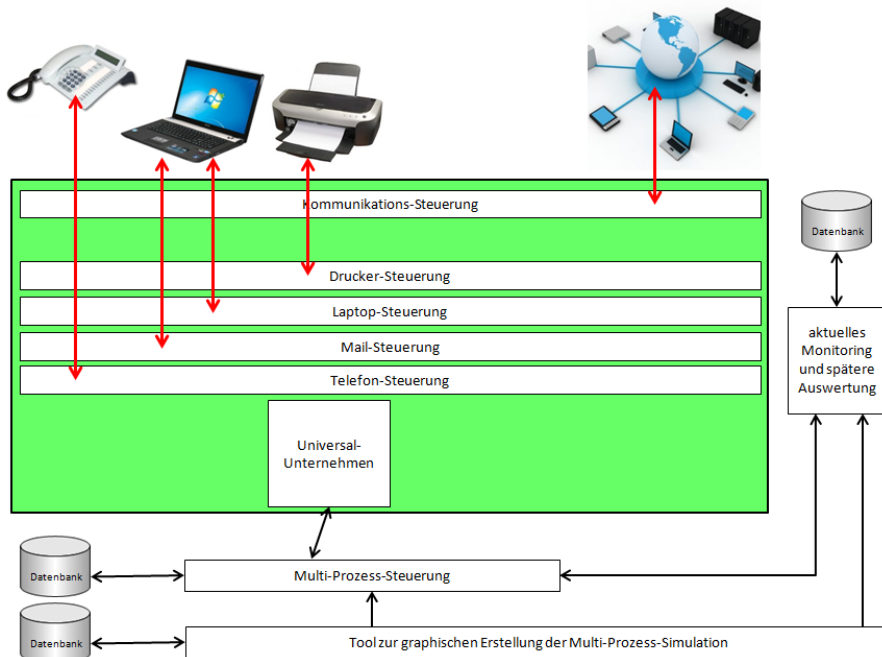 Kommunikations-Steuerung
Datenbank
Drucker-Steuerung
Laptop-Steuerung
Mail-Steuerung
Telefon-Steuerung
aktuelles
Monitoring
und spätere
Auswertung
Universal-
Unternehmen
Datenbank
Multi-Prozess-Steuerung
Datenbank
Tool zur graphischen Erstellung der Multi-Prozess-Simulation